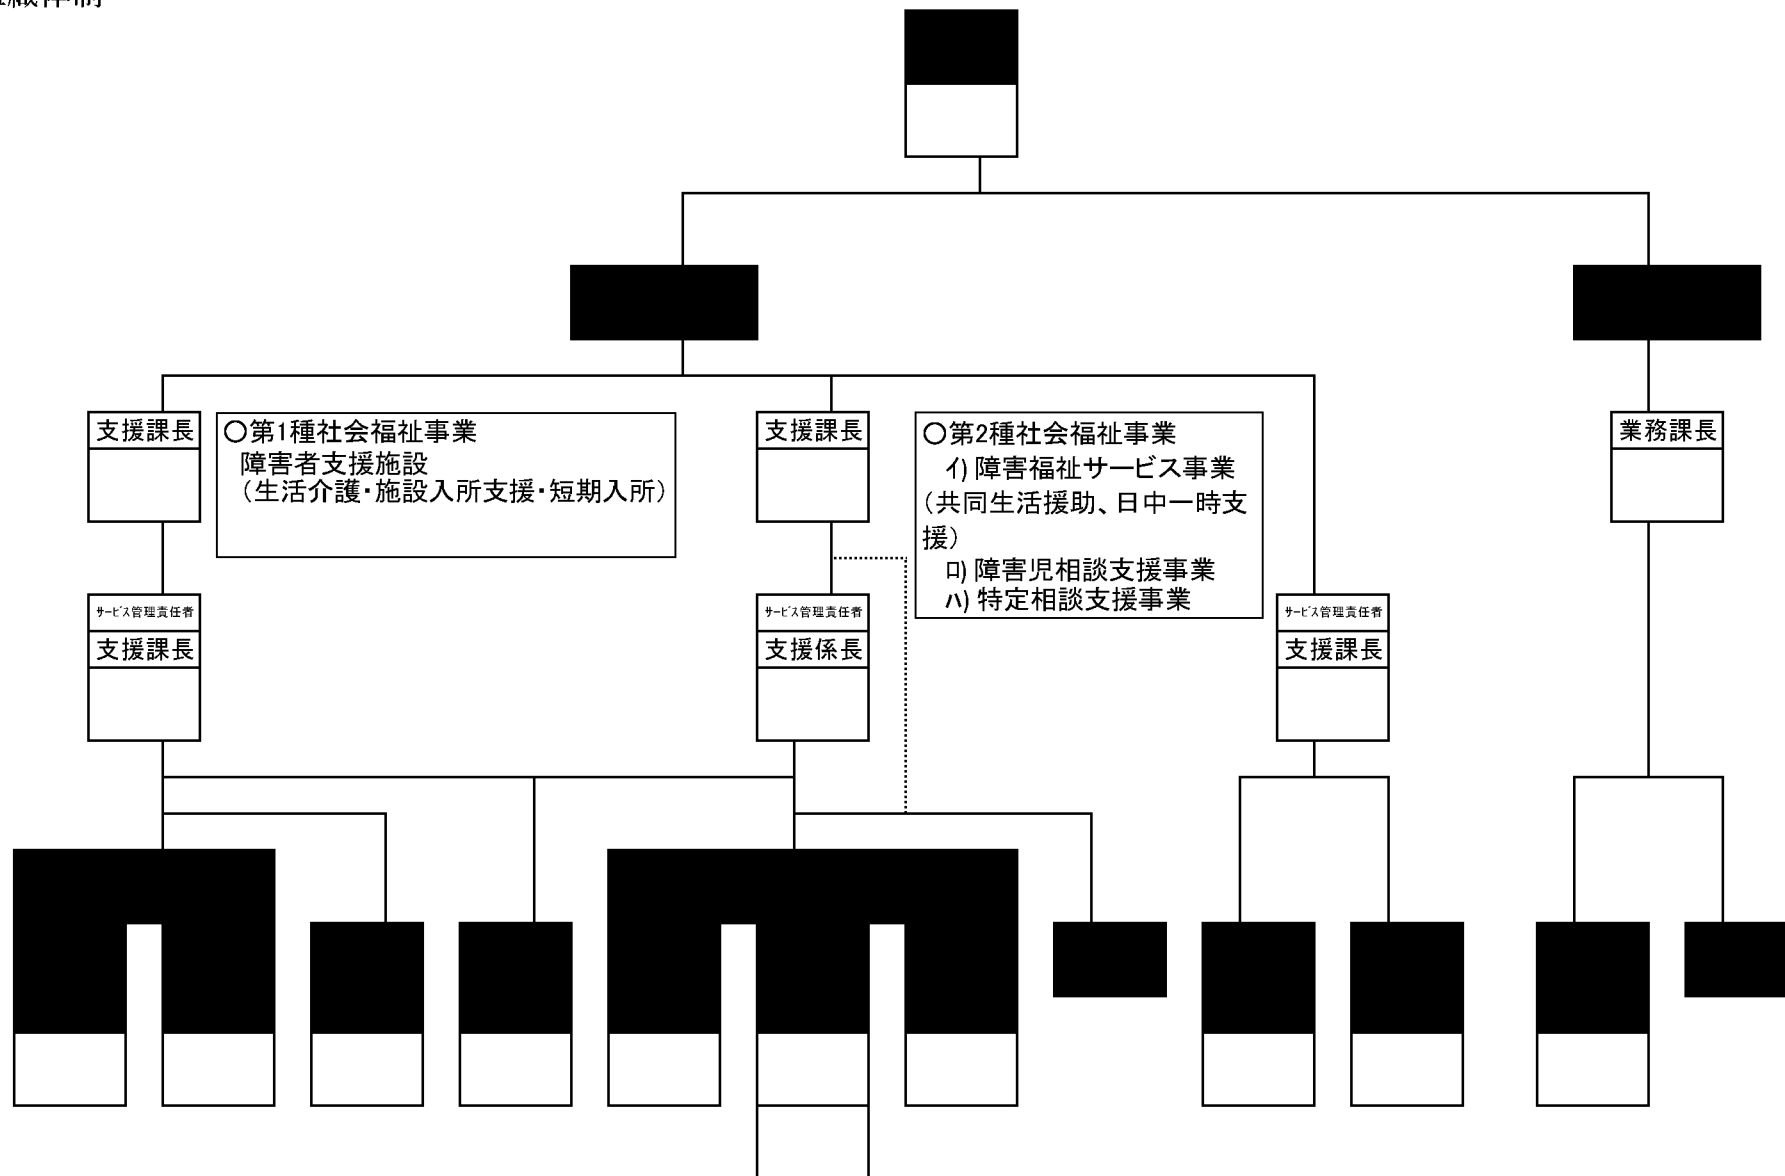 支援課長
○第1種社会福祉事業
障害者支援施設
（生活介護・施設入所支援・短期入所）
支援課長
○第2種社会福祉事業
ｲ) 障害福祉サービス事業
（共同生活援助、日中一時支
援）
ﾛ) 障害児相談支援事業
ﾊ) 特定相談支援事業
業務課長
ｻｰﾋﾞｽ管理責任者
支援課長
ｻｰﾋﾞｽ管理責任者
支援係長
ｻｰﾋﾞｽ管理責任者
支援課長